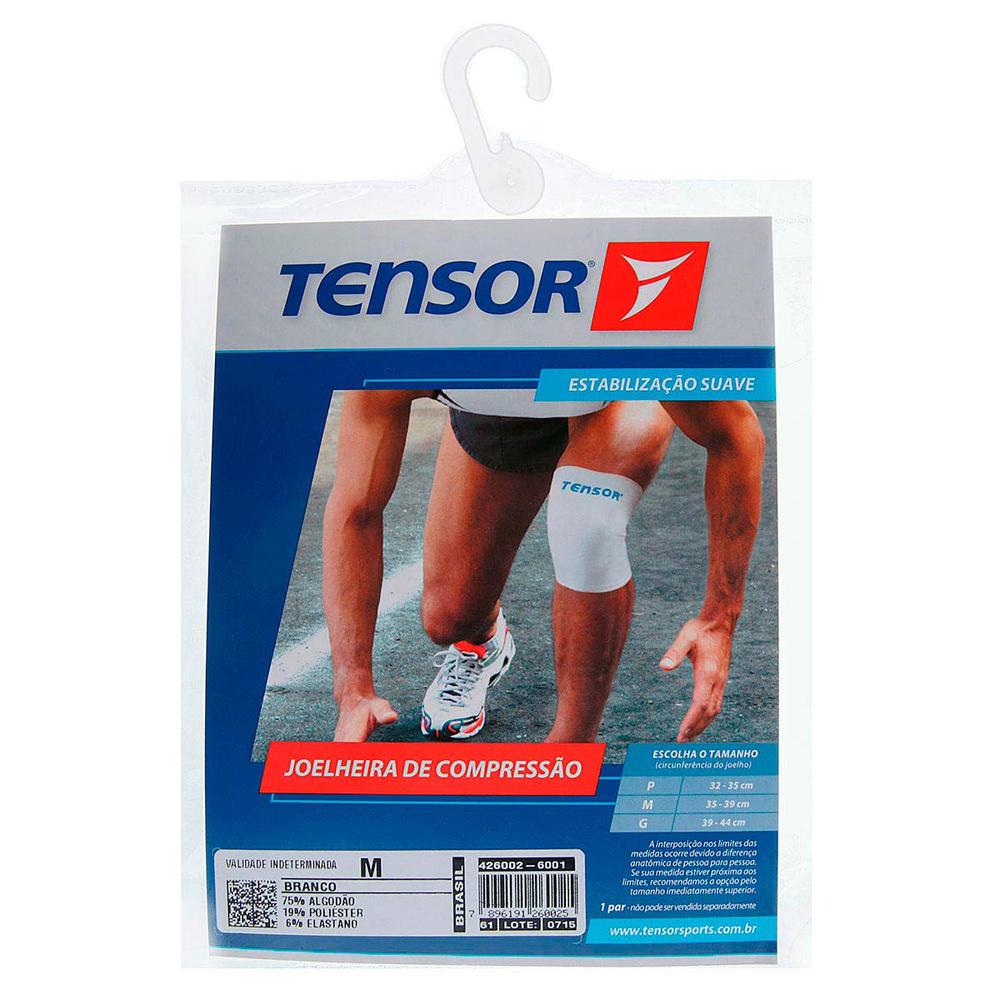 TENSOR®
ESTABILIZAÇÃO SUAVE
TENSOR
JOELHEIRA DE COMPRESSÃO
ESCOLHA O TAMANHO
(circunferência do joelho)
P 32 - 35 cm
M 35 - 39 cm
G 39 - 44 cm
A interposição nos limites das
medidas ocorre devido a diferença
anatômica de pessoa para pessoa.
Se sua medida estiver próxima aos
limites, recomendamos a opção pelo
tamanho imediatamente superior.
1 par - não pode ser vendida separadamente
www.tensorsports.com.br
VALIDADE INDETERMINADA M
BRANCO
75% ALGODÃO
19% POLIÉSTER
6% ELASTANO
BRASIL
426002-6001
7 896191 260025
61 LOTE: 0715